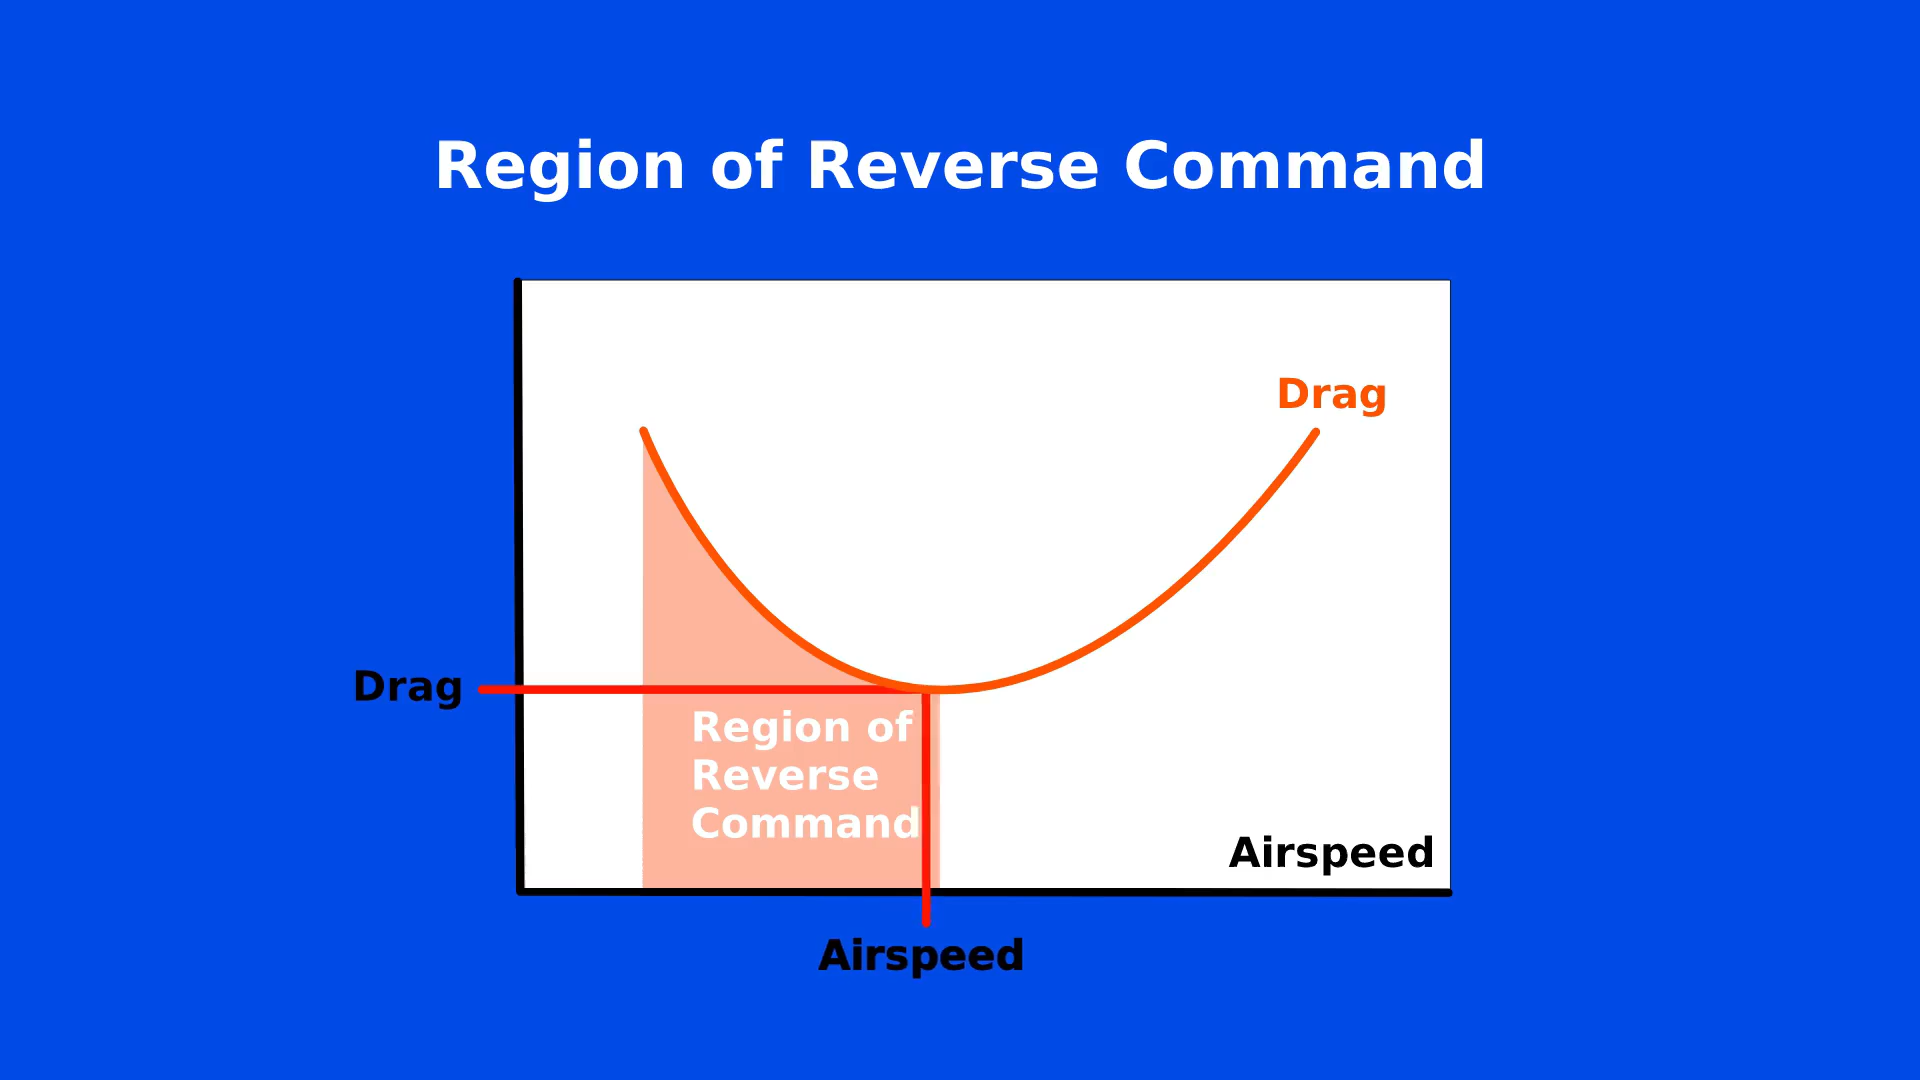 Region of Reverse Command
Drag
Drag
Region of
Reverse
Command
Airspeed
Airspeed